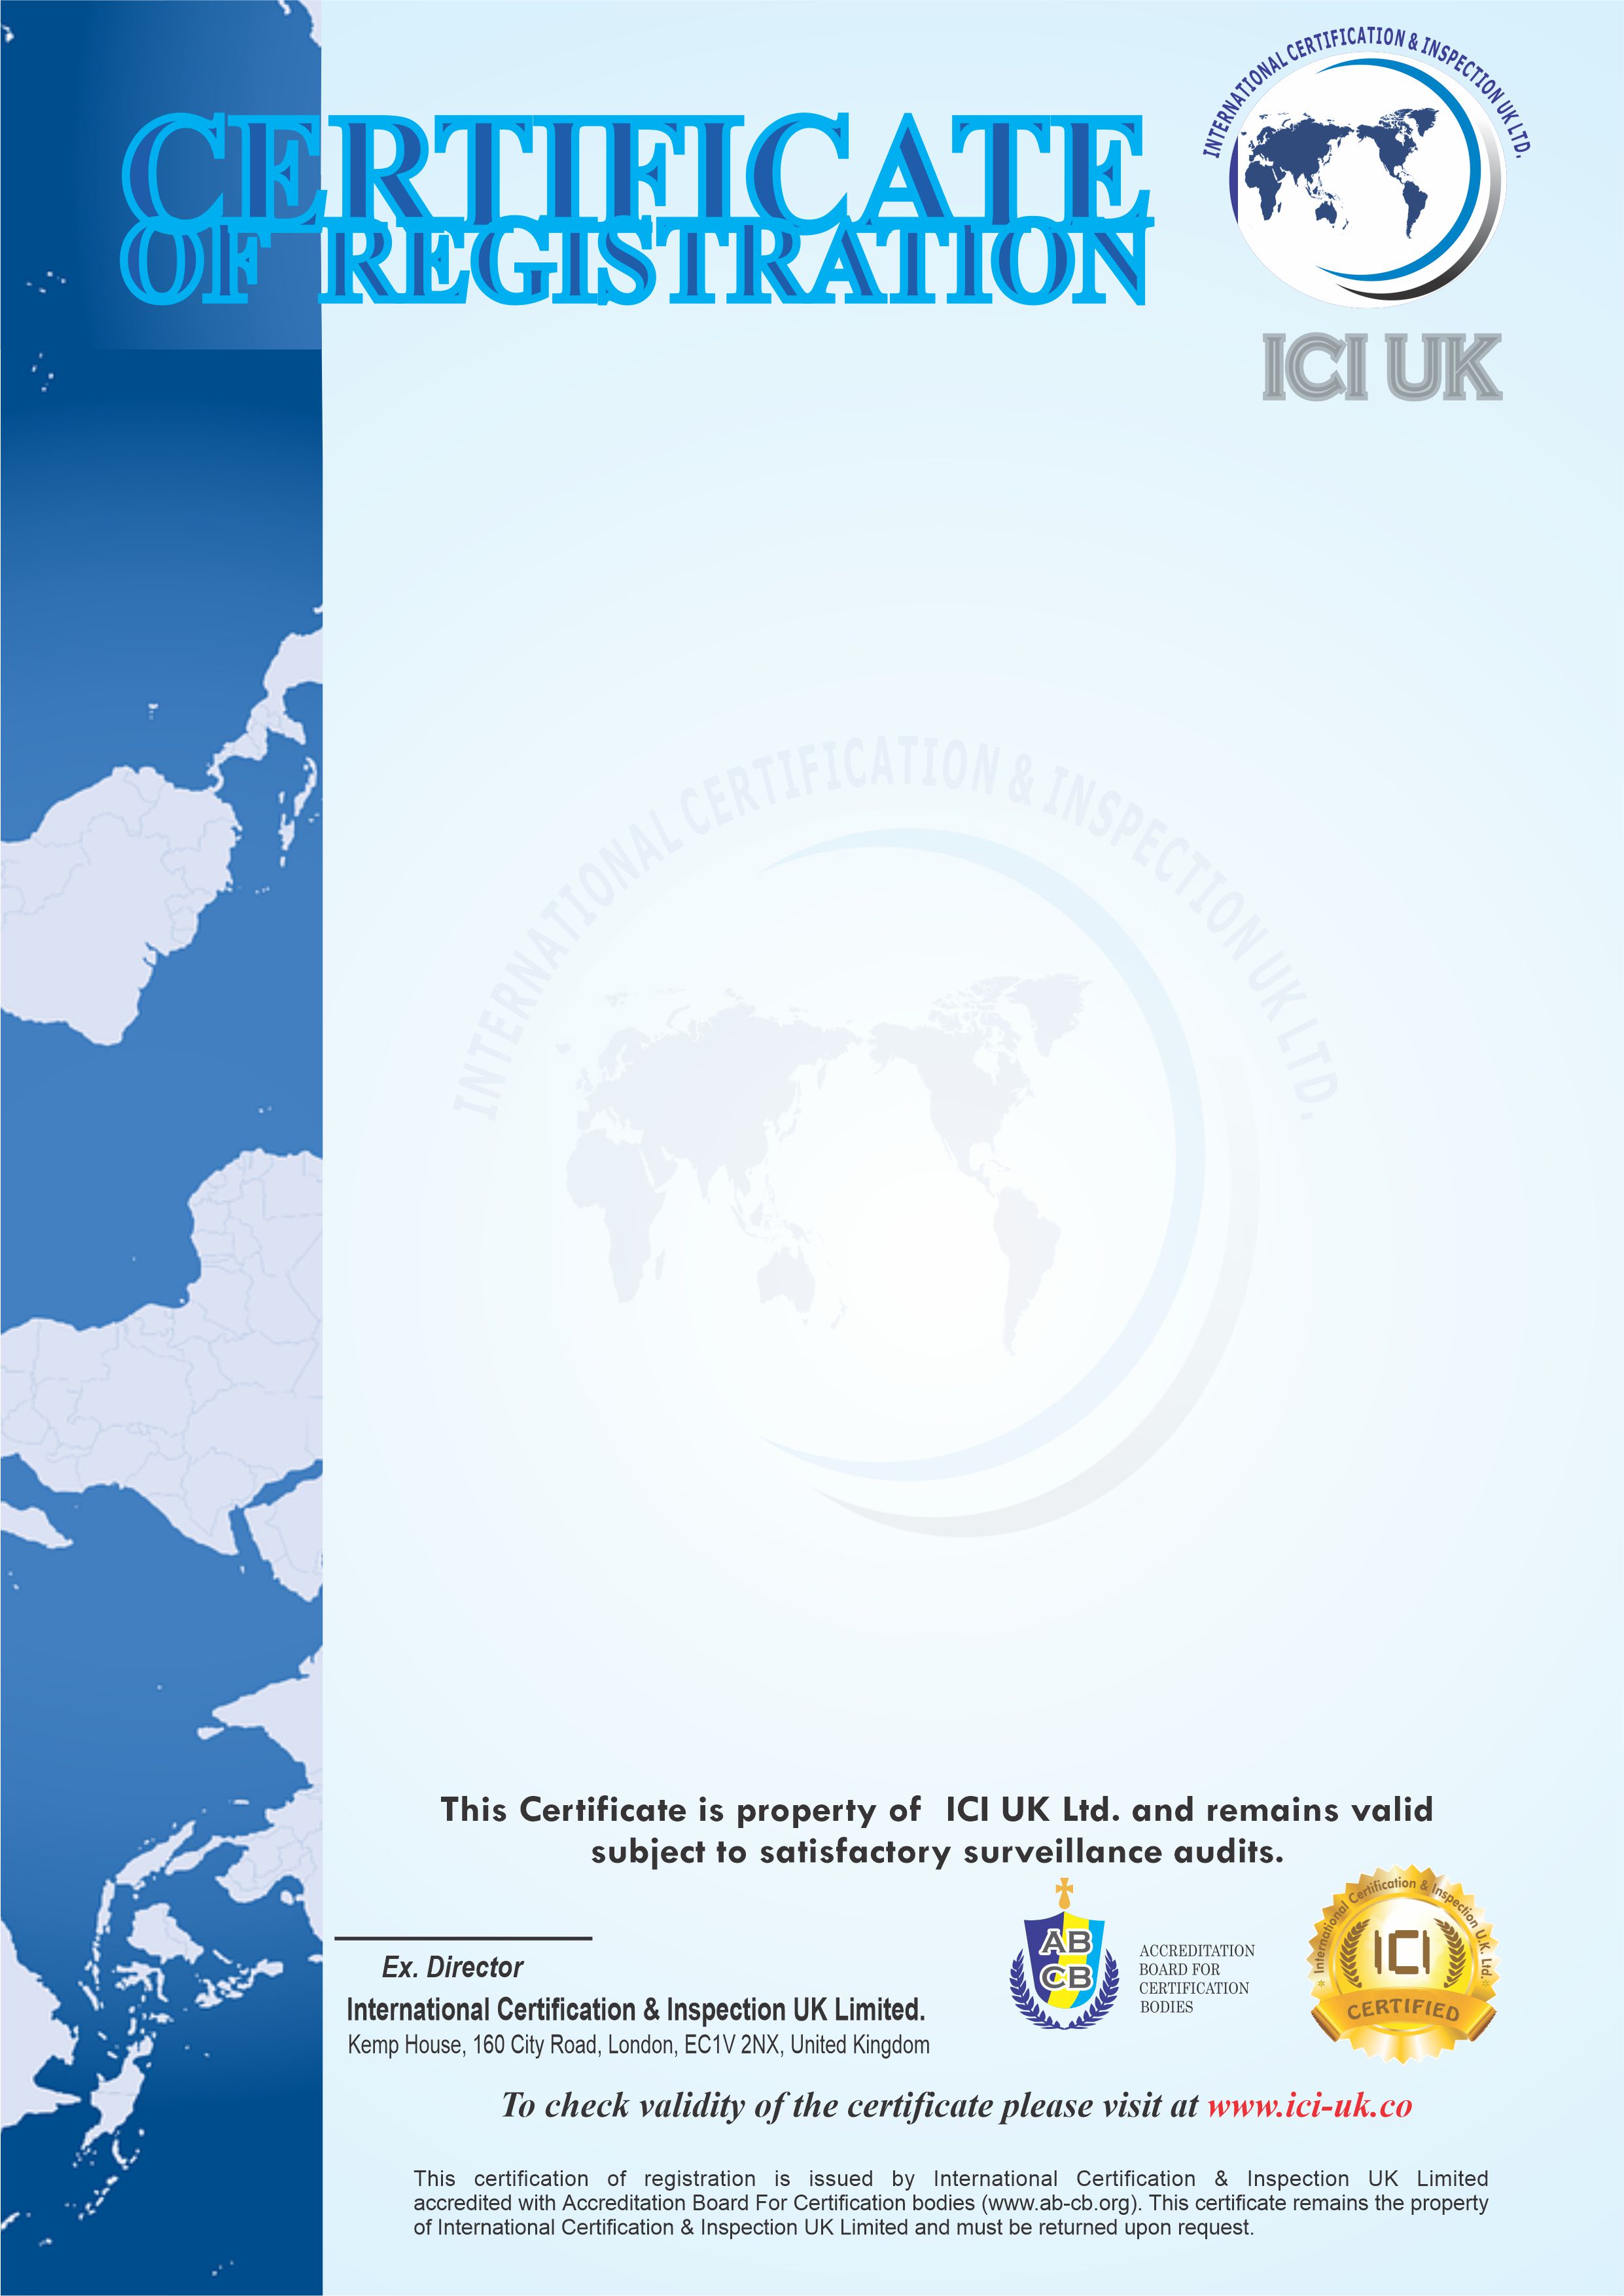 INTERNATIONAL CERTIFICATION & INSPECTION UK LTD.
CERTIFICATE
OF REGISTRATION
ICI UK
INTERNATIONAL CERTIFICATION & INSPECTION UK LTD.
This Certificate is property of ICI UK Ltd. and remains valid
subject to satisfactory surveillance audits.
AB
CB
ACCREDITATION
BOARD FOR
CERTIFICATION
BODIES
International Certification & Inspection U.K. Ltd.
ICI
CERTIFIED
Ex. Director
International Certification & Inspection UK Limited.
Kemp House, 160 City Road, London, EC1V 2NX, United Kingdom
To check validity of the certificate please visit at www.ici-uk.co
This certification of registration is issued by International Certification & Inspection UK Limited
accredited with Accreditation Board For Certification bodies (www.ab-cb.org). This certificate remains the property
of International Certification & Inspection UK Limited and must be returned upon request.